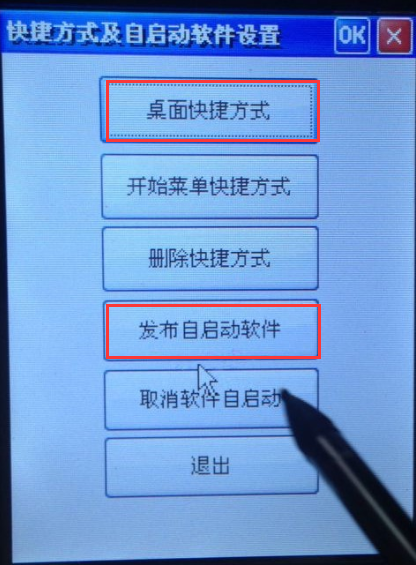 快捷方式及自启动软件设置 OK
桌面快捷方式
开始菜单快捷方式
删除快捷方式
发布自启动软件
取消软件自启动
退出